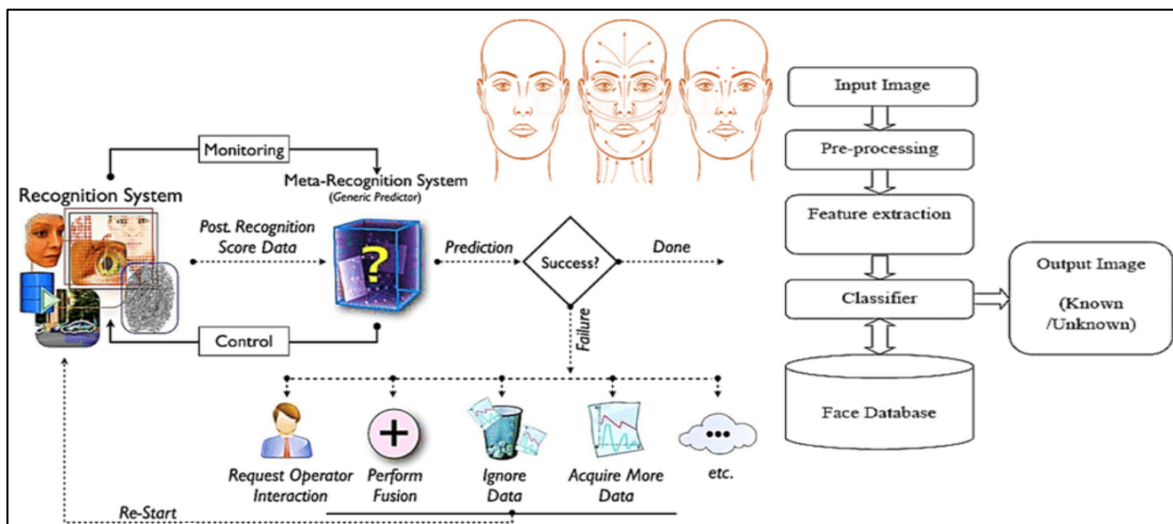 Monitoring
Recognition System
Meta-Recognition System
(Generic Predictor)
Post. Recognition
Score Data
?
Prediction
Success?
Done
Control
Failure
Request Operator
Interaction
+
Perform
Fusion
Ignore
Data
Acquire More
Data
•••
etc.
Re-Start
Input Image
Pre-processing
Feature extraction
Classifier
Output Image
(Known
/Unknown)
Face Database